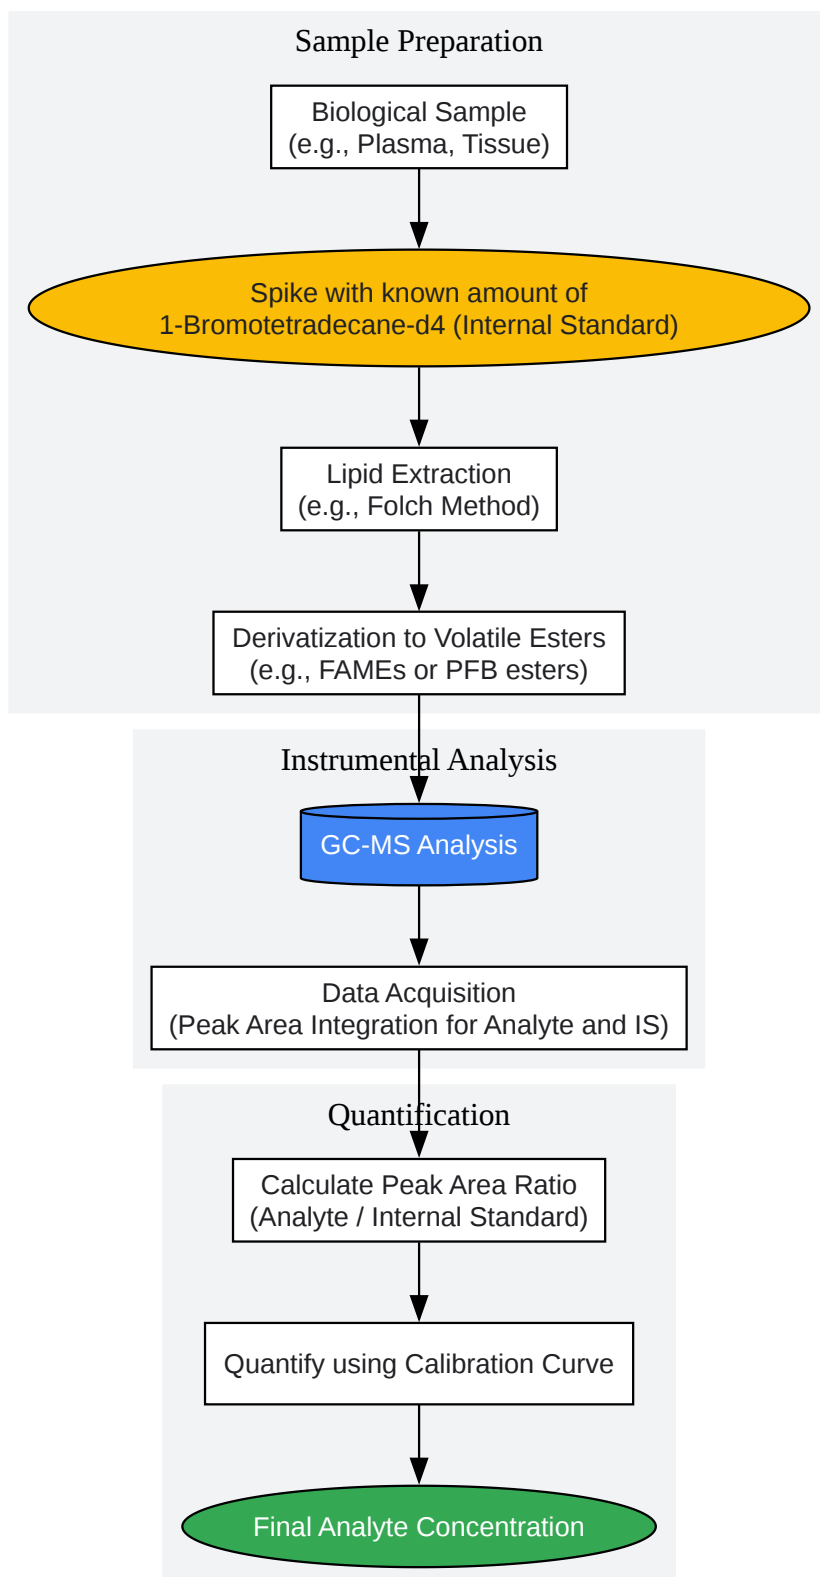 Sample Preparation
Biological Sample
(e.g., Plasma, Tissue)
Spike with known amount of
1-Bromotetradecane-d4 (Internal Standard)
Lipid Extraction
(e.g., Folch Method)
Derivatization to Volatile Esters
(e.g., FAMEs or PFB esters)
Instrumental Analysis
GC-MS Analysis
Data Acquisition
(Peak Area Integration for Analyte and IS)
Quantification
Calculate Peak Area Ratio
(Analyte / Internal Standard)
Quantify using Calibration Curve
Final Analyte Concentration